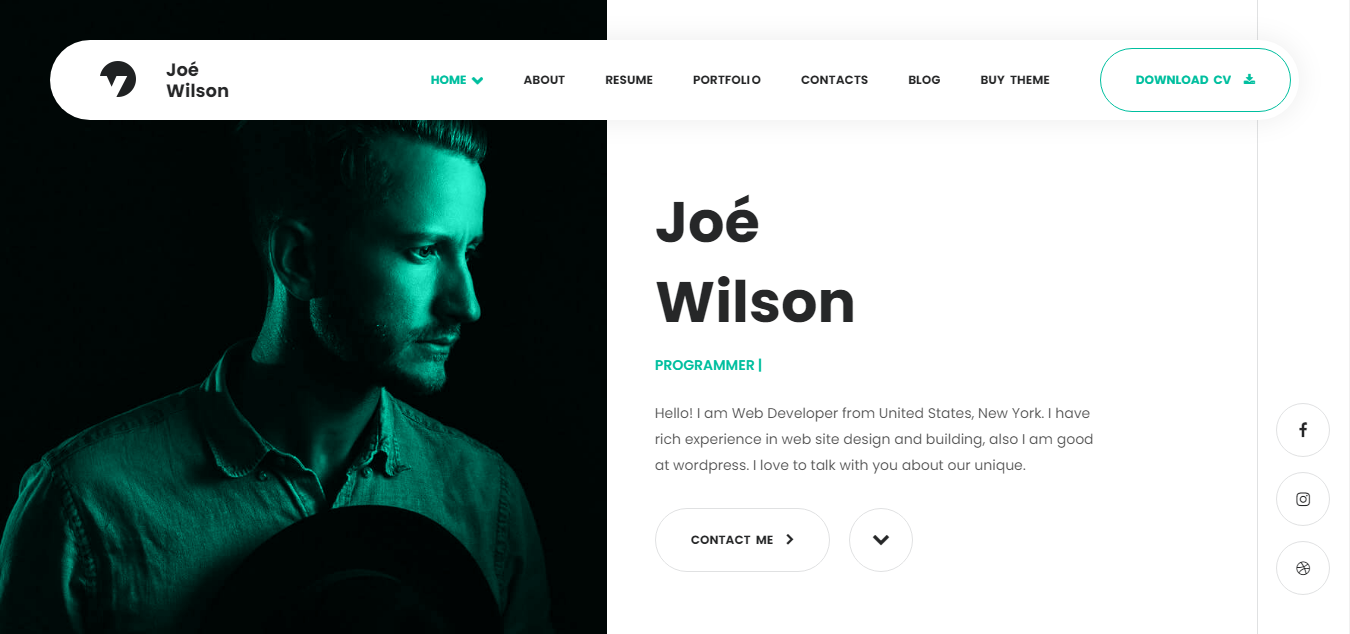 Joé
Wilson
HOME
ABOUT
RESUME
PORTFOLIO
CONTACTS
BLOG
BUY THEME
DOWNLOAD CV
Joé
Wilson
PROGRAMMER |
Hello! I am Web Developer from United States, New York. I have
rich experience in web site design and building, also I am good
at wordpress. I love to talk with you about our unique.
CONTACT ME